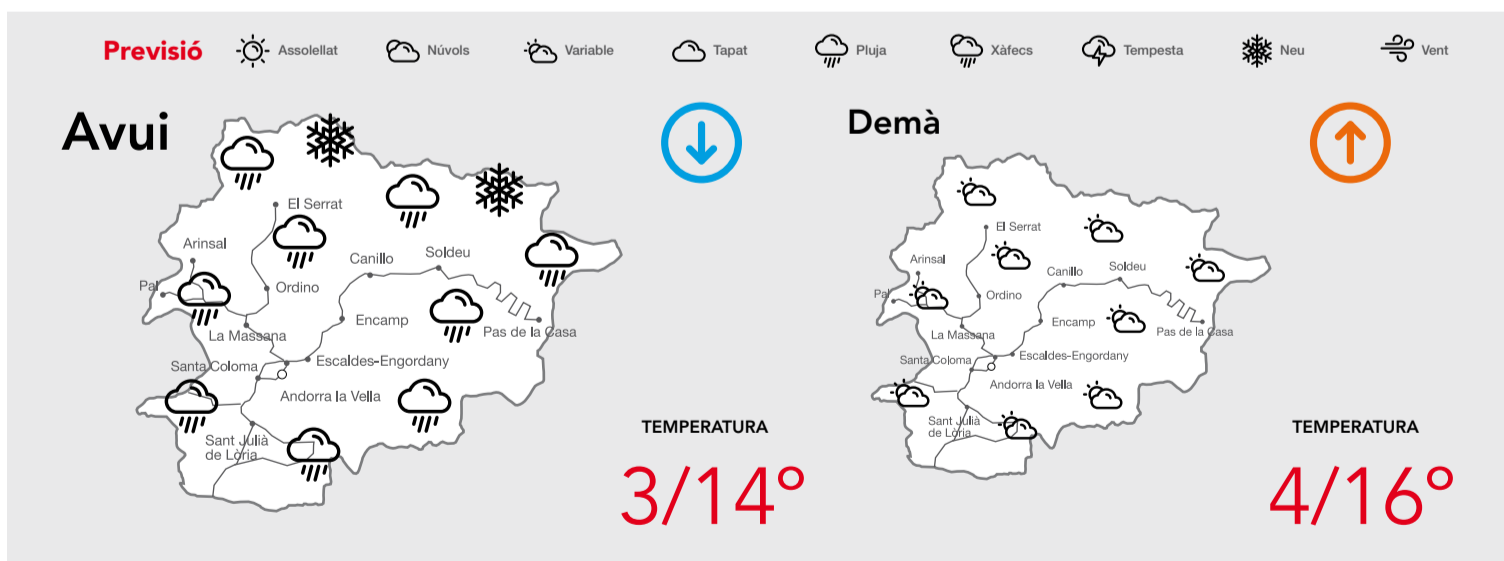 Previsió
Assolellat
Núvols
Variable
Tapat
Pluja
Xàfecs
Tempesta
Neu
Vent
Avui
El Serrat
Arinsal
Soldeu
Canillo
Pal
Ordino
Encamp
Pas de la Casa
La Massana
Escaldes-Engordany
Santa Coloma
Andorra la Vella
Sant Julià
de Lòria
TEMPERATURA
3/14°
Demà
El Serrat
Arinsal
Soldeu
Canillo
Pal
Ordino
Encamp
Pas de la Casa
La Massana
Escaldes-Engordany
Santa Coloma
Andorra la Vella
Sant Julià
de Lòria
TEMPERATURA
4/16°